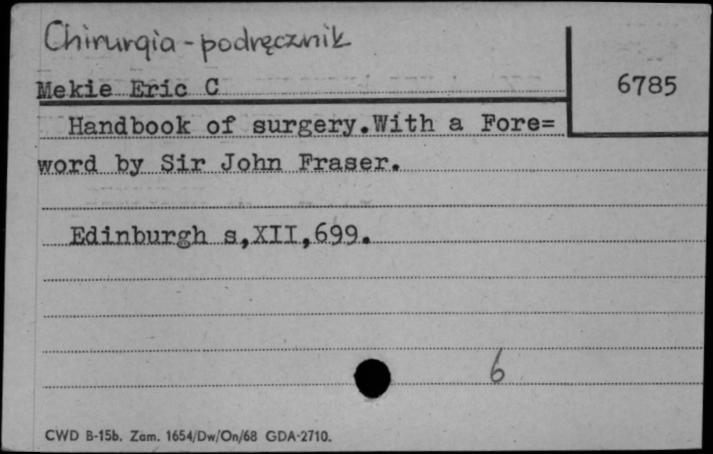 Chirurgia - podręcznik
Mekie Eric C
6785
Handbook of surgery.With a Fore=
word by Sir John Fraser.
Edinburgh s,XII,699.
6
CWD B-15b. Zam. 1654/Dw/On/68 GDA-2710.